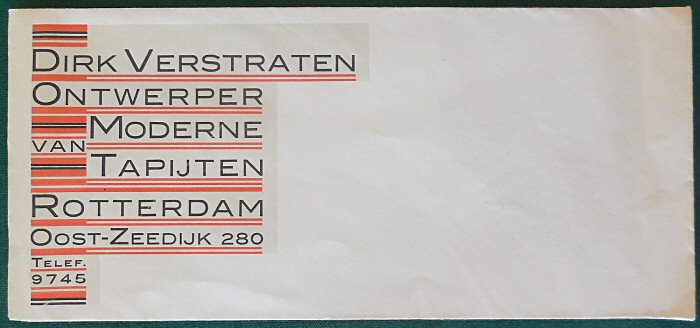 Dirk Verstraten
Ontwerper
van Moderne
Tapijten
Rotterdam
Oost-Zeedijk 280
Telef.
9745